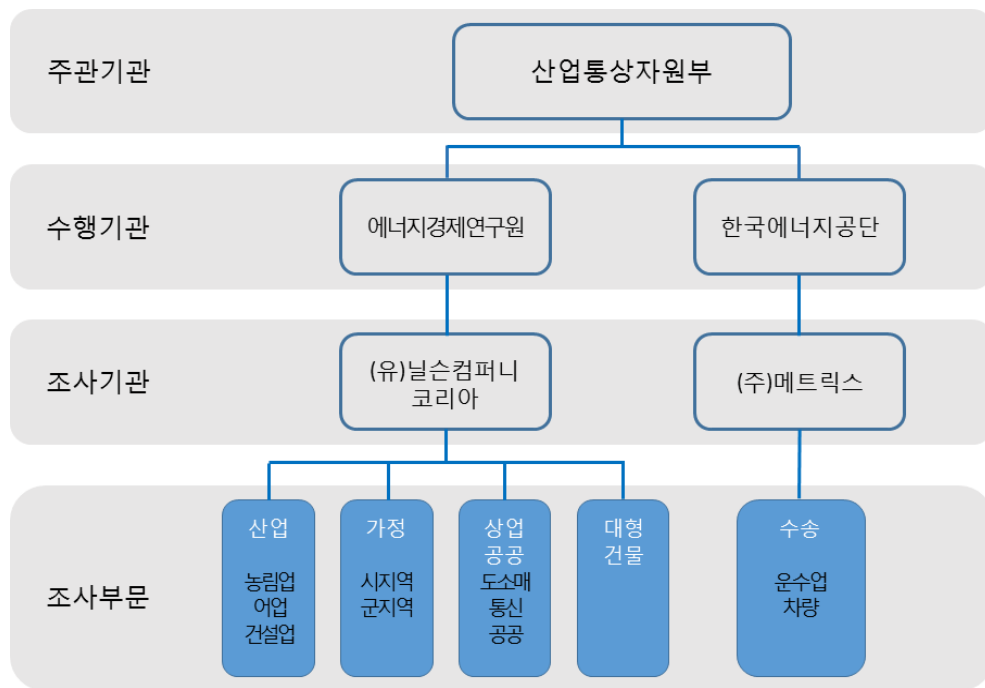 주관기관
산업통상자원부
수행기관
에너지경제연구원
한국에너지공단
조사기관
(유)닐슨컴퍼니
코리아
(주)메트릭스
조사부문
산업
농림업
어업
건설업
가정
시지역
군지역
상업
공공
도소매
통신
공공
대형
건물
수송
운수업
차량